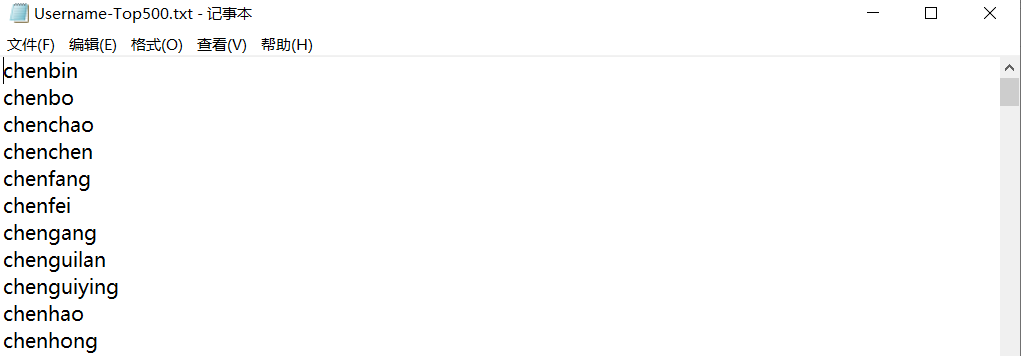 Username-Top500.txt - 记事本
文件(F) 编辑(E) 格式(O) 查看(V) 帮助(H)
chenbin
chenbo
chenchao
chenchen
chenfang
chenfei
chengang
chenguilan
chenguiying
chenhao
chenhong